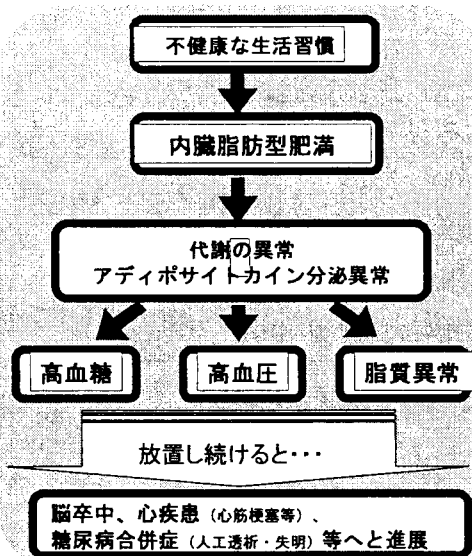 不健康な生活習慣
内臓脂肪型肥満
代謝の異常
アディポサイトカイン分泌異常
高血糖 高血圧 脂質異常
放置し続けると・・・
脳卒中、心疾患（心筋梗塞等）、
糖尿病合併症（人工透析・失明）等へと進展